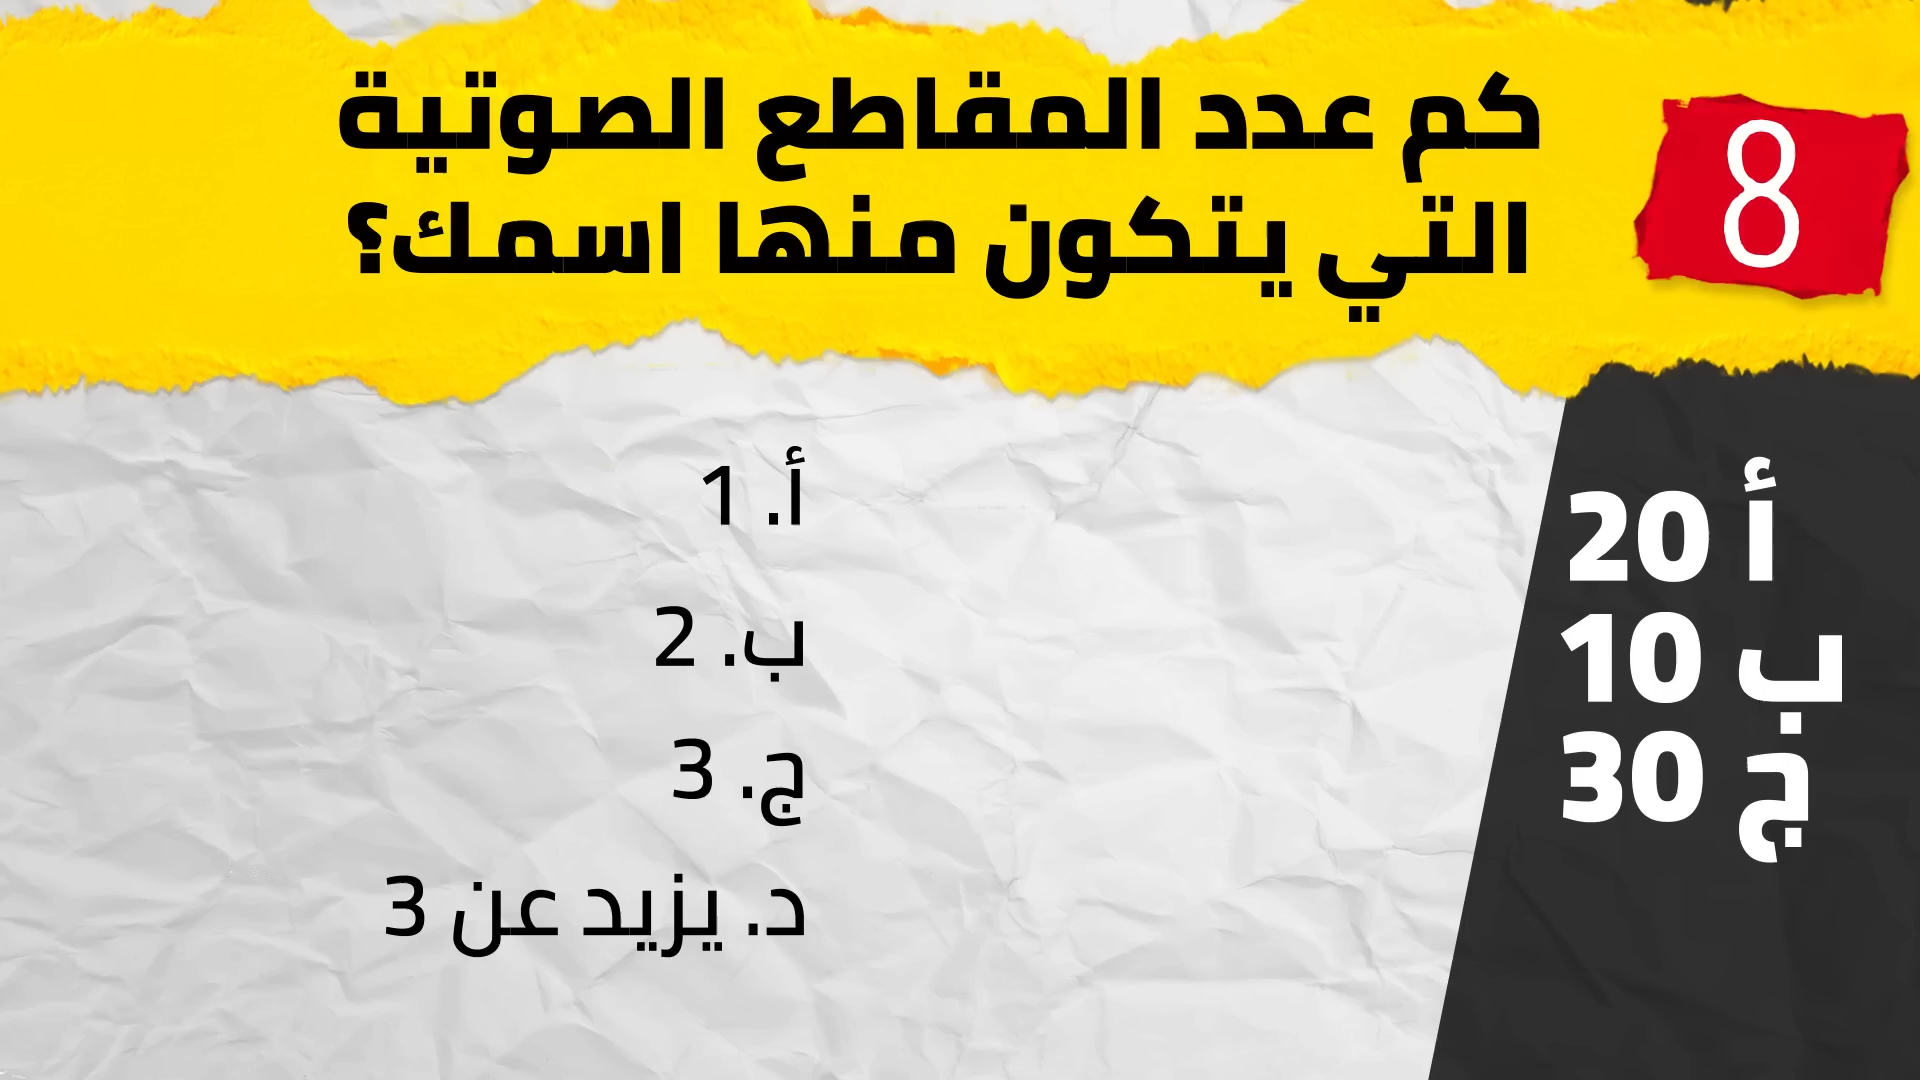 8
كم عدد المقاطع الصوتية
التي يتكون منها اسمك؟
أ. 1
ب. 2
ج. 3
د. يزيد عن 3
أ 20
ب 10
ج 30